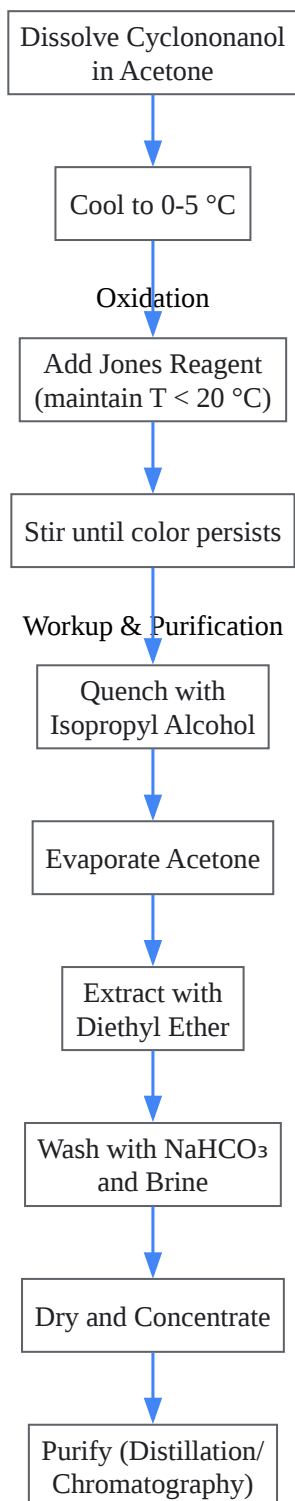 Dissolve Cyclononanol
in Acetone
Cool to 0-5 °C
Oxidation
Add Jones Reagent
(maintain T < 20 °C)
Stir until color persists
Workup & Purification
Quench with
Isopropyl Alcohol
Evaporate Acetone
Extract with
Diethyl Ether
Wash with NaHCO₃
and Brine
Dry and Concentrate
Purify (Distillation/
Chromatography)